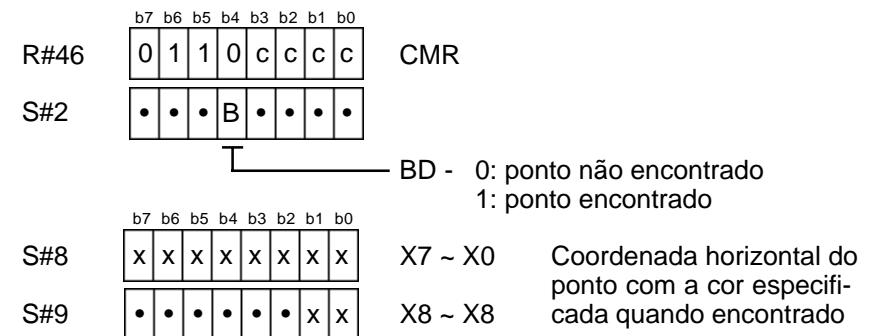 b7 b6 b5 b4 b3 b2 b1 b0
R#46 0 1 1 0 c c c c CMR
S#2 • • • B • • • •
BD - 0: ponto não encontrado
1: ponto encontrado
b7 b6 b5 b4 b3 b2 b1 b0
S#8 x x x x x x x x X7 ~ X0 Coordenada horizontal do
ponto com a cor especifi-
S#9 • • • • • • x x X8 ~ X8 cada quando encontrado